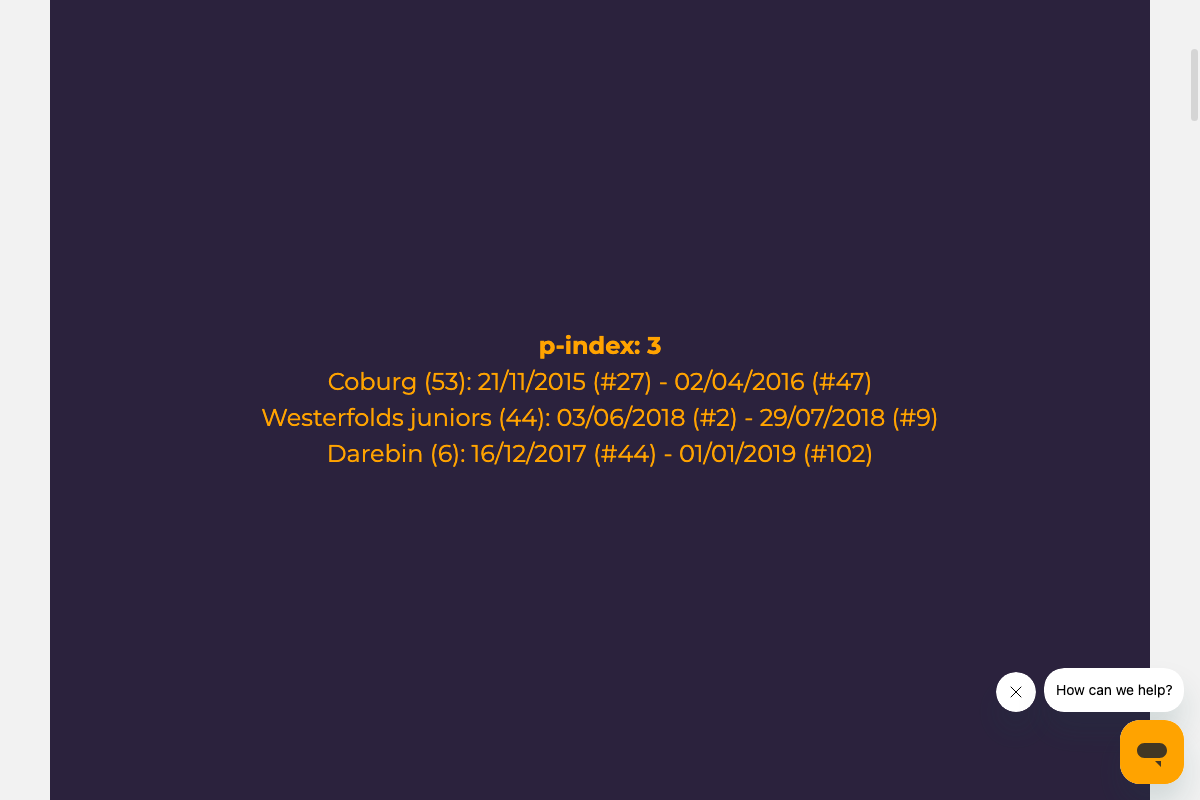 p-index: 3
Coburg (53): 21/11/2015 (#27) - 02/04/2016 (#47)
Westerfolds juniors (44): 03/06/2018 (#2) - 29/07/2018 (#9)
Darebin (6): 16/12/2017 (#44) - 01/01/2019 (#102)
How can we help?